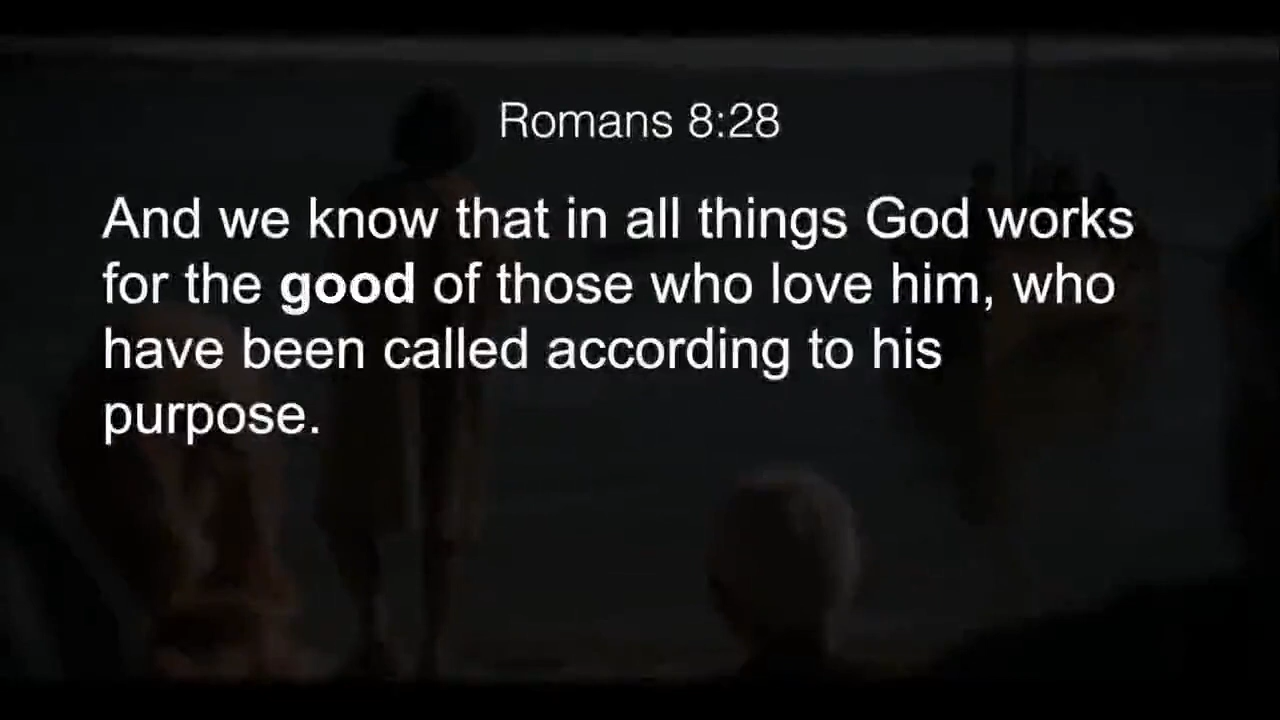 Romans 8:28
And we know that in all things God works
for the good of those who love him, who
have been called according to his
purpose.